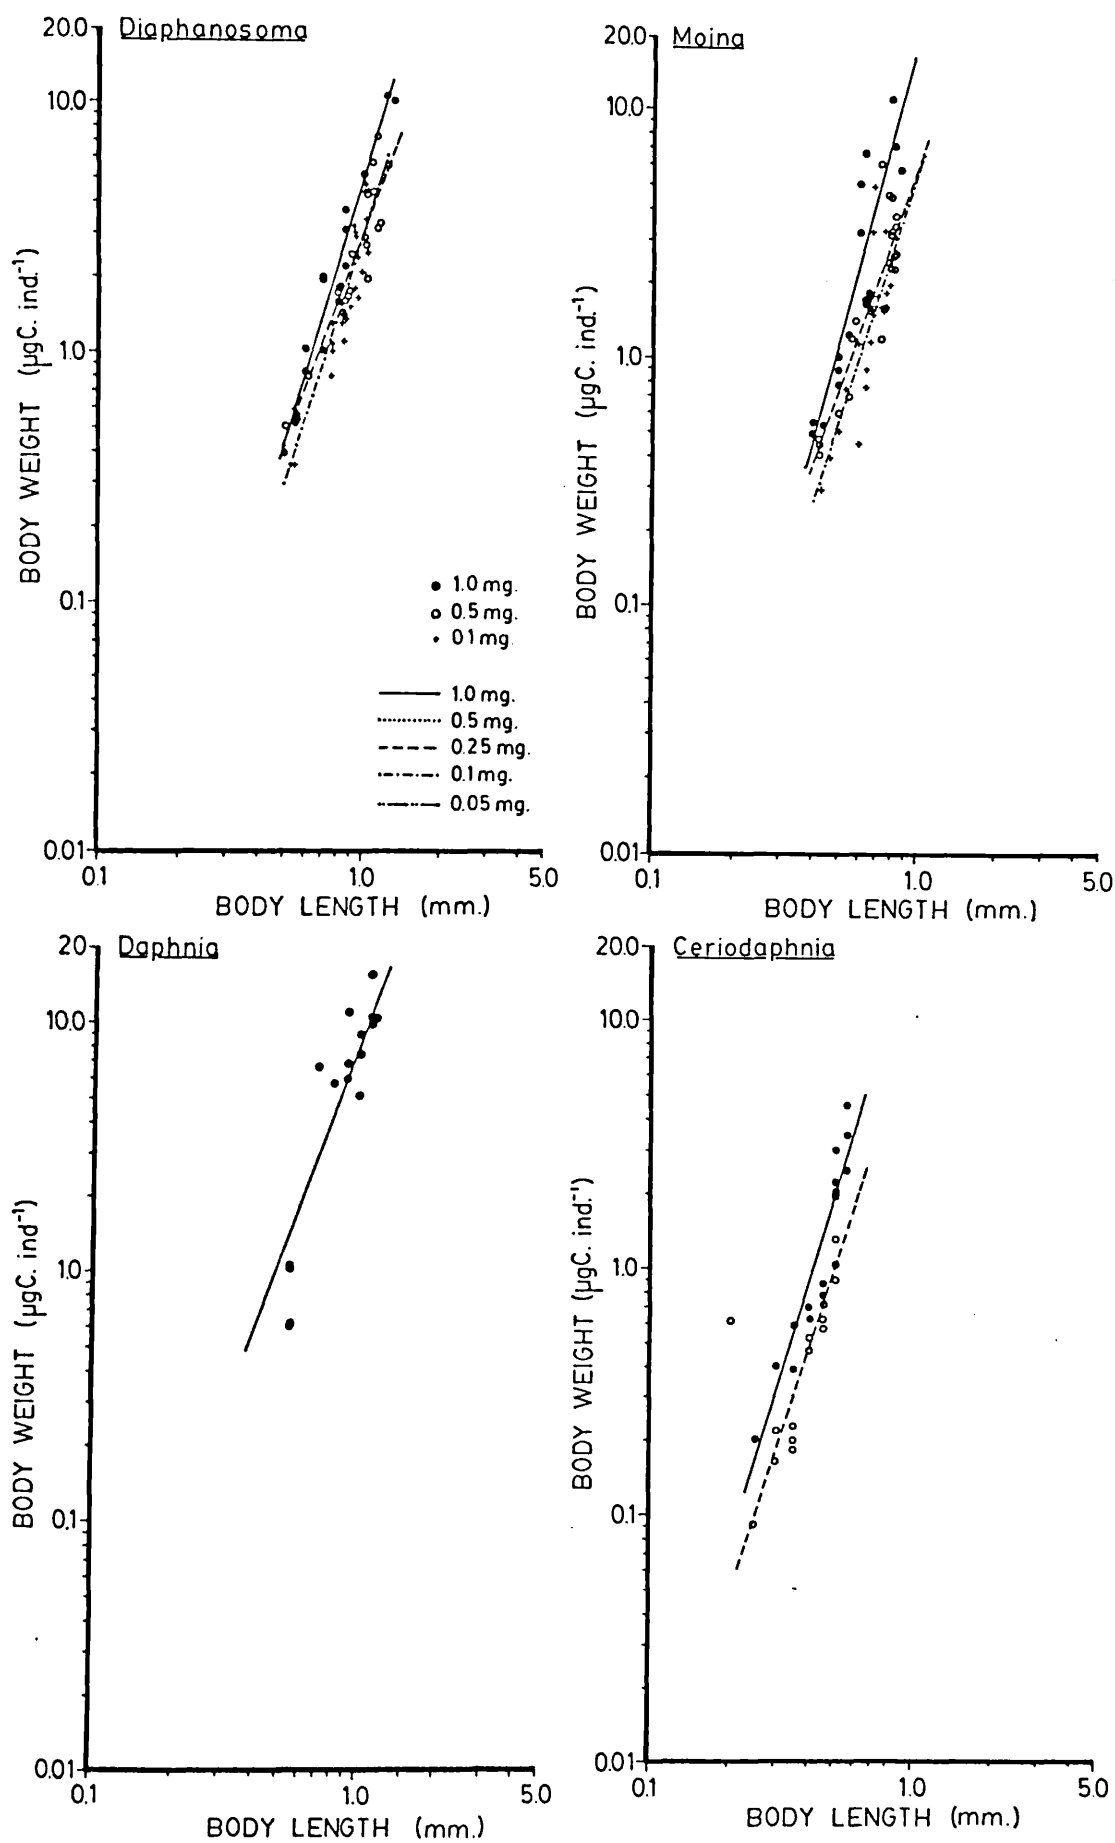 Diaphanosoma
20.0
10.0
1.0
0.1
0.01
BODY WEIGHT (µgC. ind.⁻¹)
1.0 mg.
0.5 mg.
01 mg.
1.0 mg.
0.5 mg.
0.25 mg.
0.1 mg.
0.05 mg.
0.1
1.0
5.0
BODY LENGTH (mm.)
Moina
20.0
10.0
1.0
0.1
0.01
BODY WEIGHT (µgC. ind.⁻¹)
0.1
1.0
5.0
BODY LENGTH (mm.)
Daphnia
20
10.0
1.0
0.1
0.01
BODY WEIGHT (µgC. ind⁻¹)
0.1
1.0
5.0
BODY LENGTH (mm.)
Ceriodaphnia
20.0
10.0
1.0
0.1
0.01
BODY WEIGHT (µgC. ind.⁻¹)
0.1
1.0
5.0
BODY LENGTH (mm.)